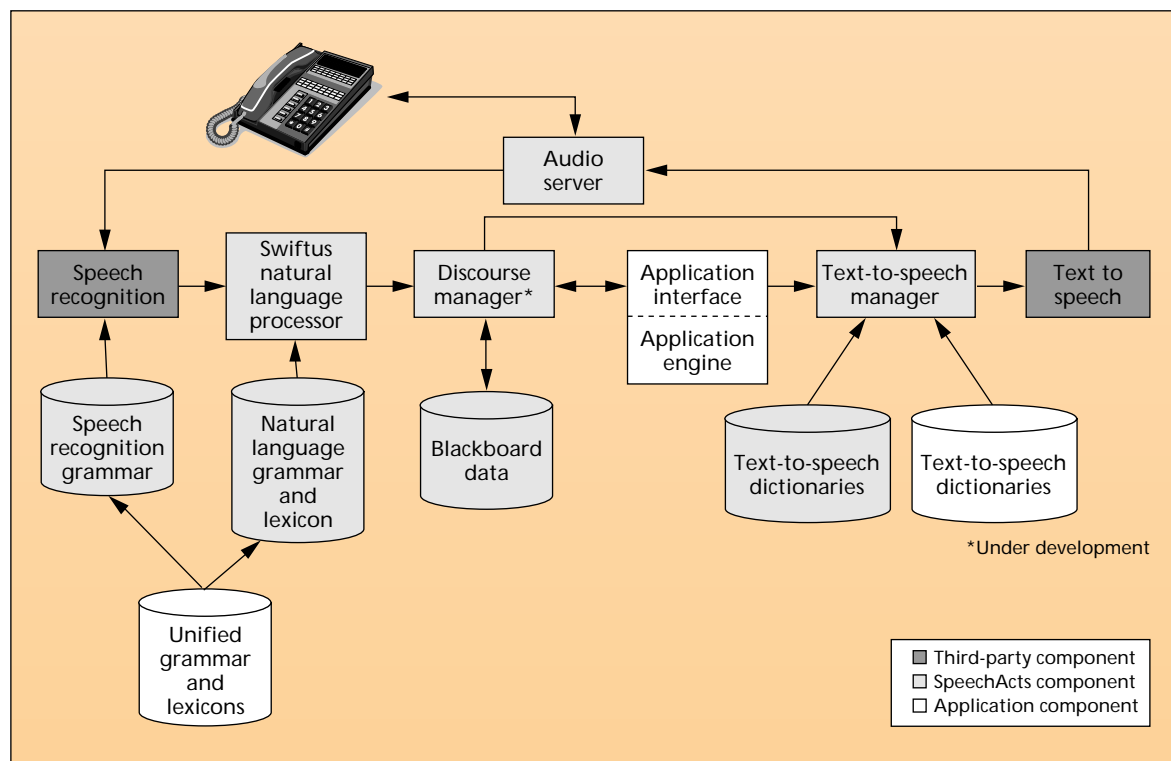 Audio
server
Speech
recognition
Swiftus
natural
language
processor
Discourse
manager*
Application
interface
Application
engine
Text-to-speech
manager
Text to
speech
Speech
recognition
grammar
Natural
language
grammar
and
lexicon
Blackboard
data
Text-to-speech
dictionaries
Text-to-speech
dictionaries
*Under development
Unified
grammar
and
lexicons
Third-party component
SpeechActs component
Application component